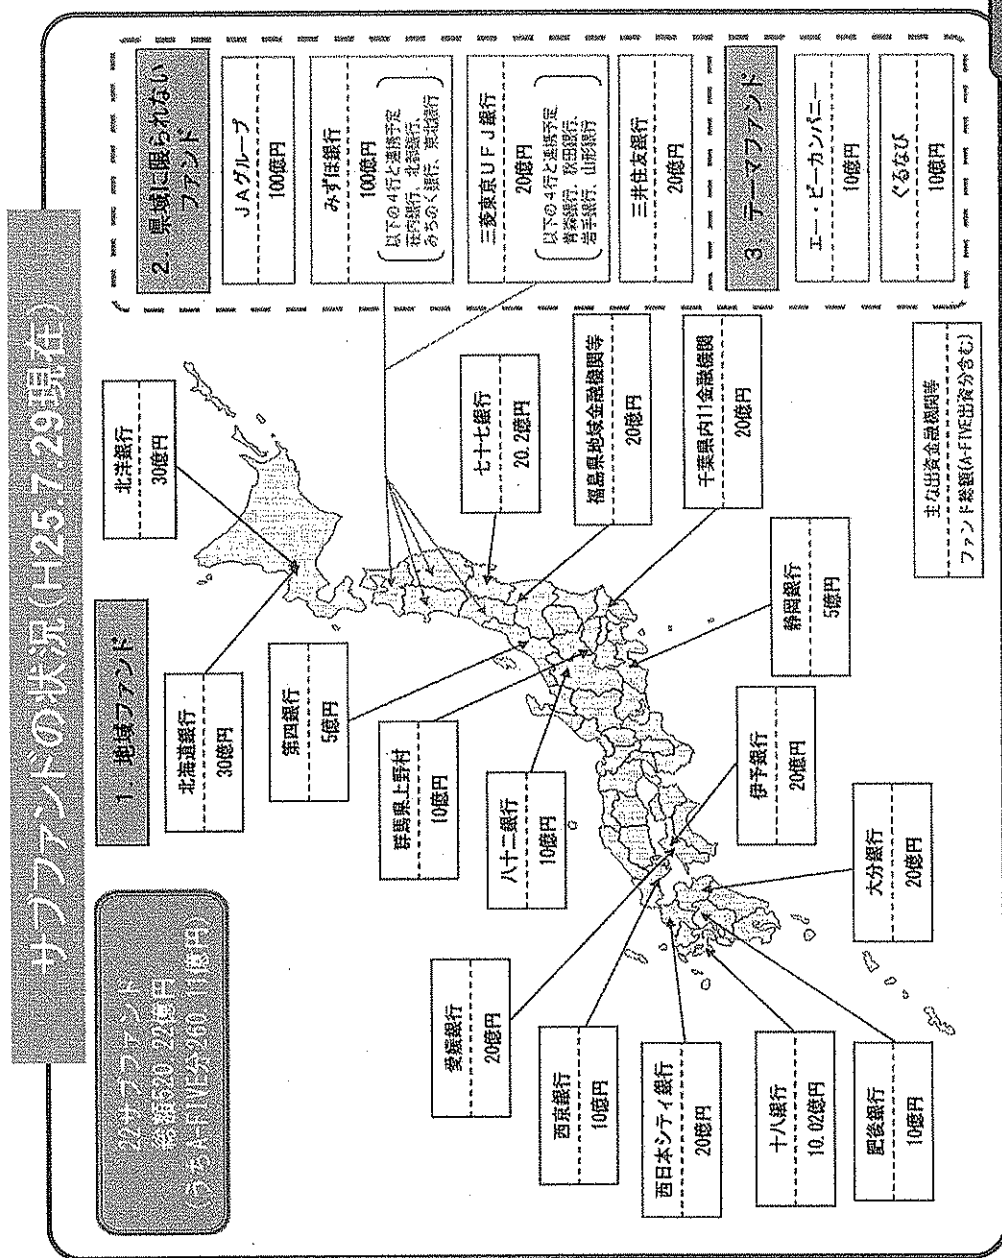 サブファンドの状況（H25.7.29現在）
22サブファンド
総額520.22億円
（うちA-FIVE分260.11億円）
1. 地域ファンド
北海道銀行
30億円
北洋銀行
30億円
第四銀行
5億円
群馬県上野村
10億円
八十二銀行
10億円
愛媛銀行
20億円
西京銀行
10億円
西日本シティ銀行
20億円
十八銀行
10.02億円
肥後銀行
10億円
大分銀行
20億円
伊予銀行
20億円
静岡銀行
5億円
千葉県内11金融機関
20億円
福島県地域金融機関等
20億円
七十七銀行
20.2億円
2. 県域に限られない
ファンド
JAグループ
100億円
みずほ銀行
100億円
以下の4行と連携予定
荘内銀行、北都銀行、
みちのく銀行、東北銀行
三菱東京UFJ銀行
20億円
以下の4行と連携予定
青森銀行、秋田銀行、
岩手銀行、山形銀行
三井住友銀行
20億円
3. テーマファンド
エー・ピーカンパニー
10億円
ぐるなび
10億円
主な出資金融機関等
ファンド総額(A-FIVE出資分含む)